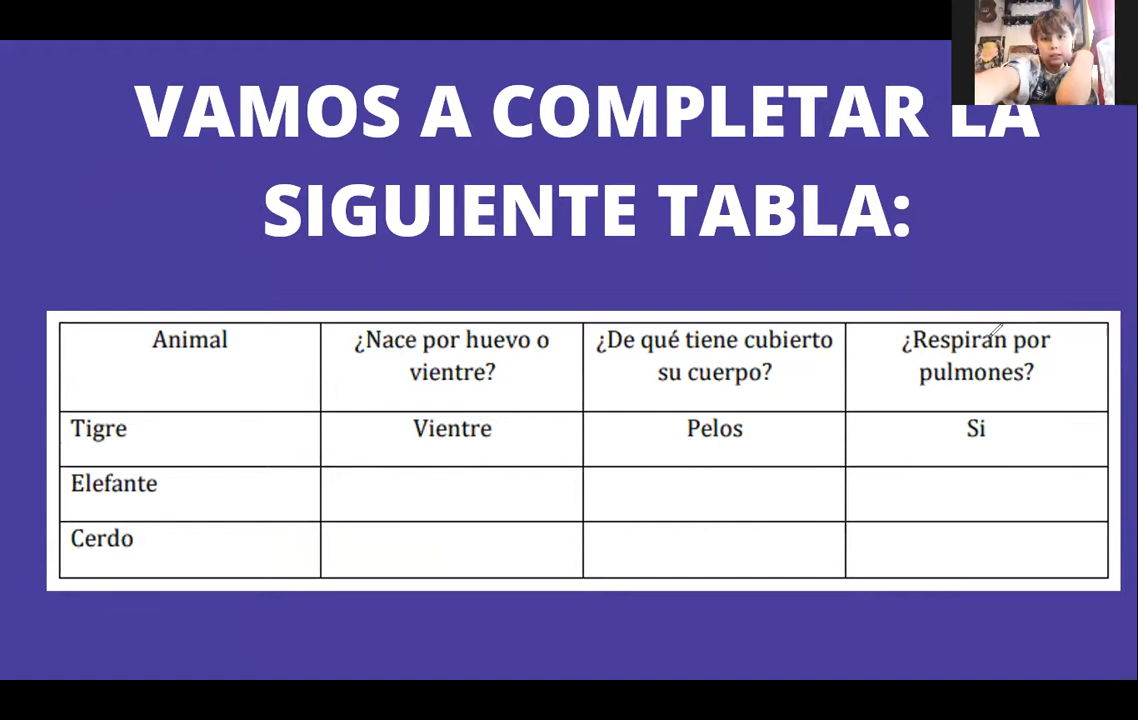 VAMOS A COMPLETAR LA
SIGUIENTE TABLA:
Animal
¿Nace por huevo o
vientre?
¿De qué tiene cubierto
su cuerpo?
¿Respiran por
pulmones?
Tigre
Vientre
Pelos
Si
Elefante
Cerdo